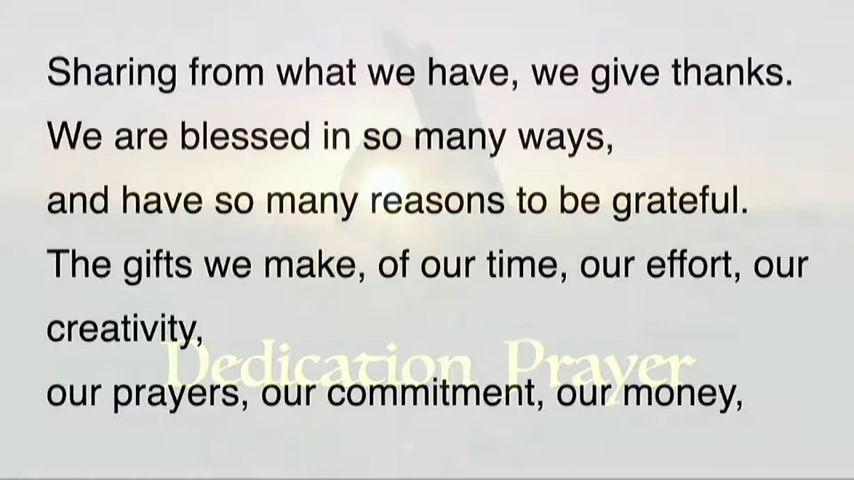 Sharing from what we have, we give thanks.
We are blessed in so many ways,
and have so many reasons to be grateful.
The gifts we make, of our time, our effort, our
creativity,
Dedication Prayer
our prayers, our commitment, our money,